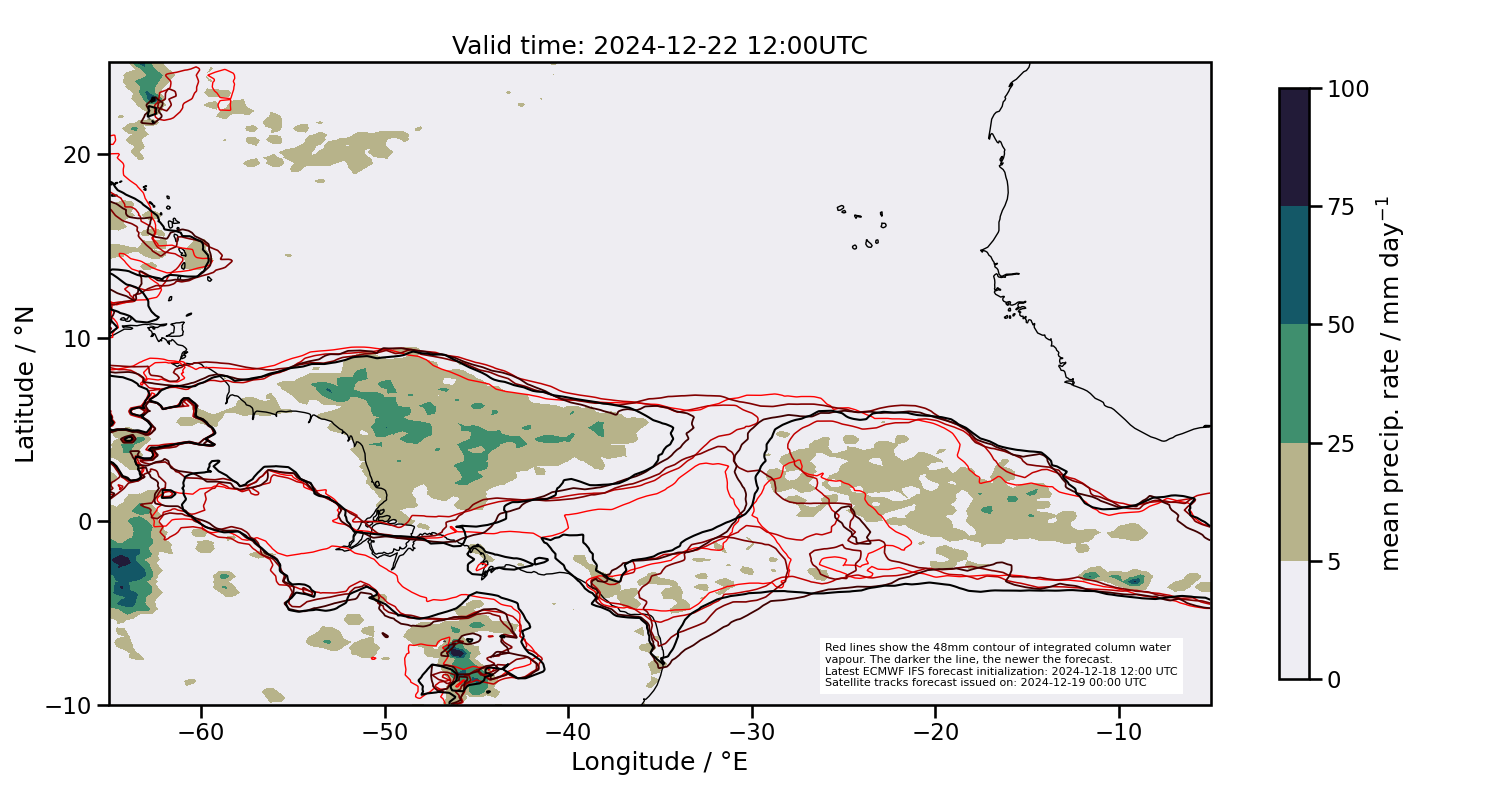 Valid time: 2024-12-22 12:00UTC
100
75
50
25
5
0
mean precip. rate / mm day⁻¹
20
10
0
−10
Latitude / °N
−60
−50
−40
−30
−20
−10
Longitude / °E
Red lines show the 48mm contour of integrated column water
vapour. The darker the line, the newer the forecast.
Latest ECMWF IFS forecast initialization: 2024-12-18 12:00 UTC
Satellite tracks forecast issued on: 2024-12-19 00:00 UTC